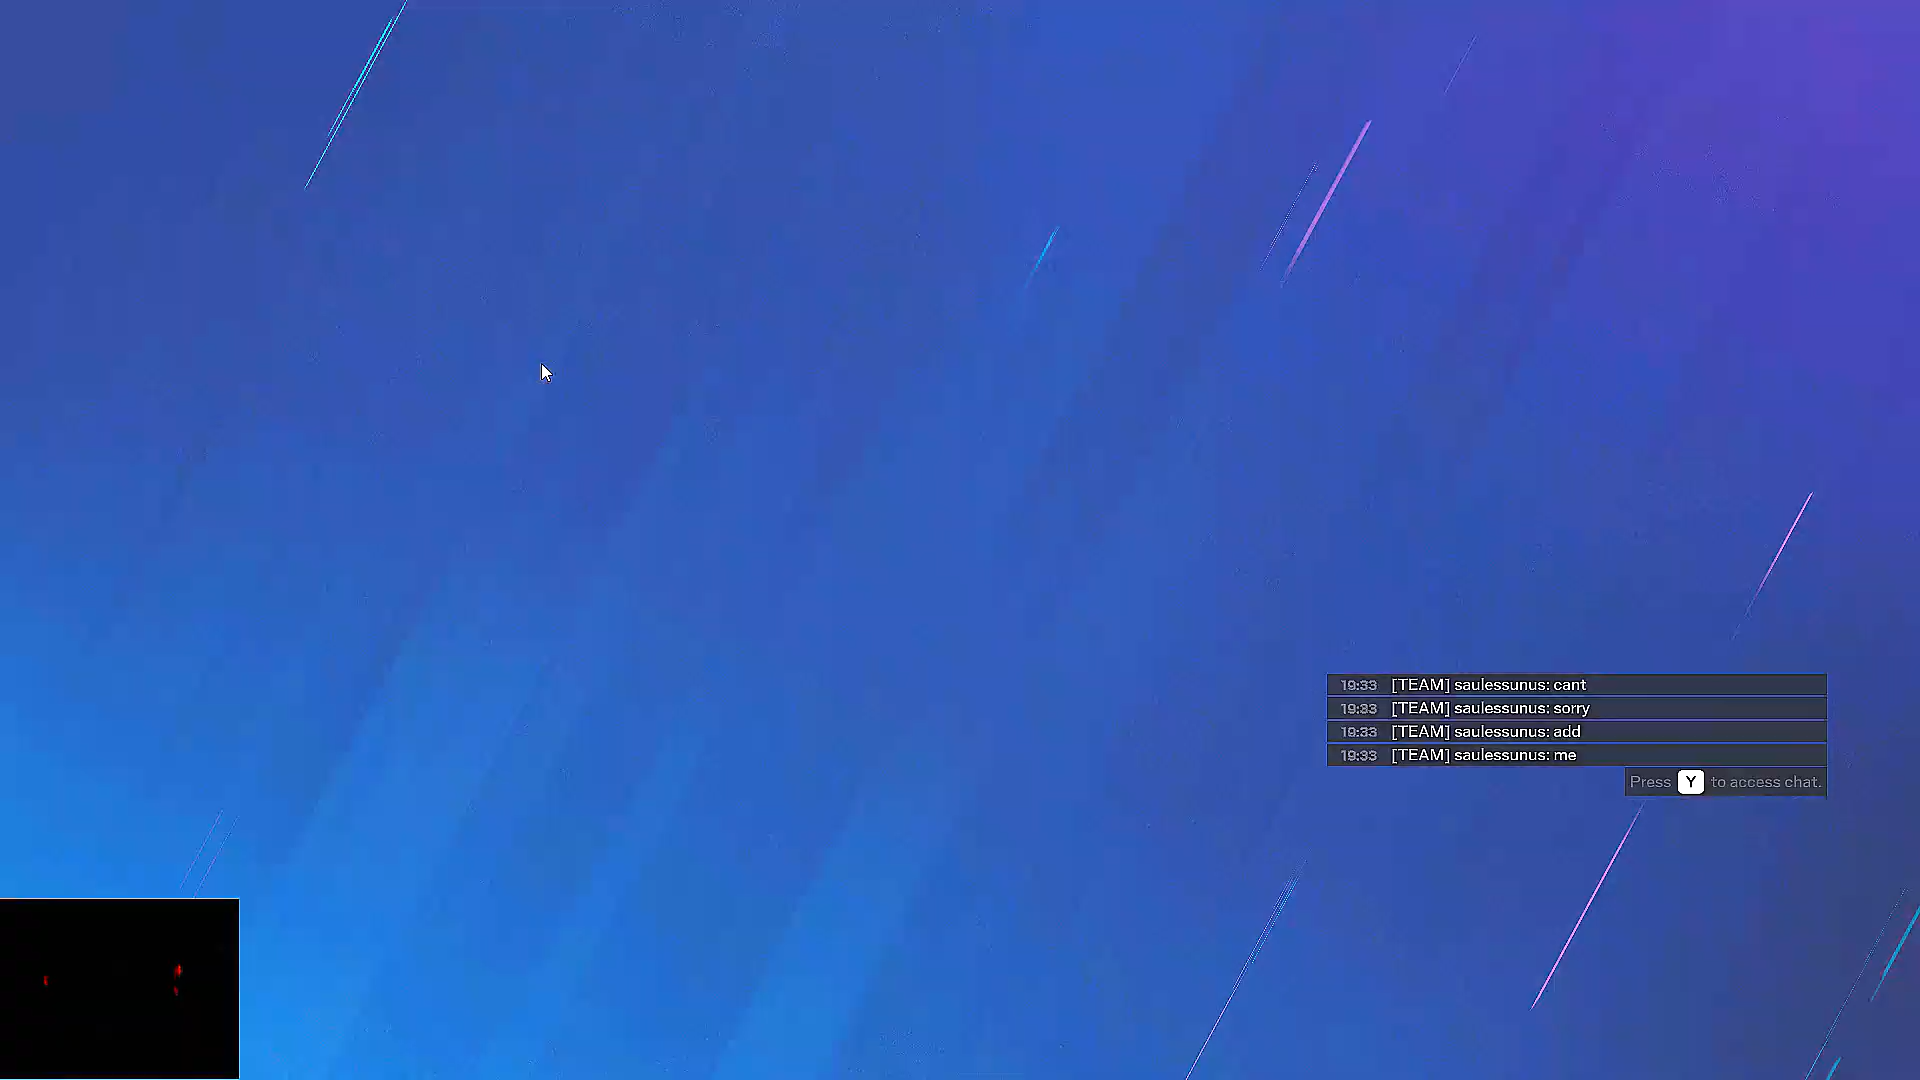 19:33 [TEAM] saulessunus: cant
19:33 [TEAM] saulessunus: sorry
19:33 [TEAM] saulessunus: add
19:33 [TEAM] saulessunus: me
Press Y to access chat.